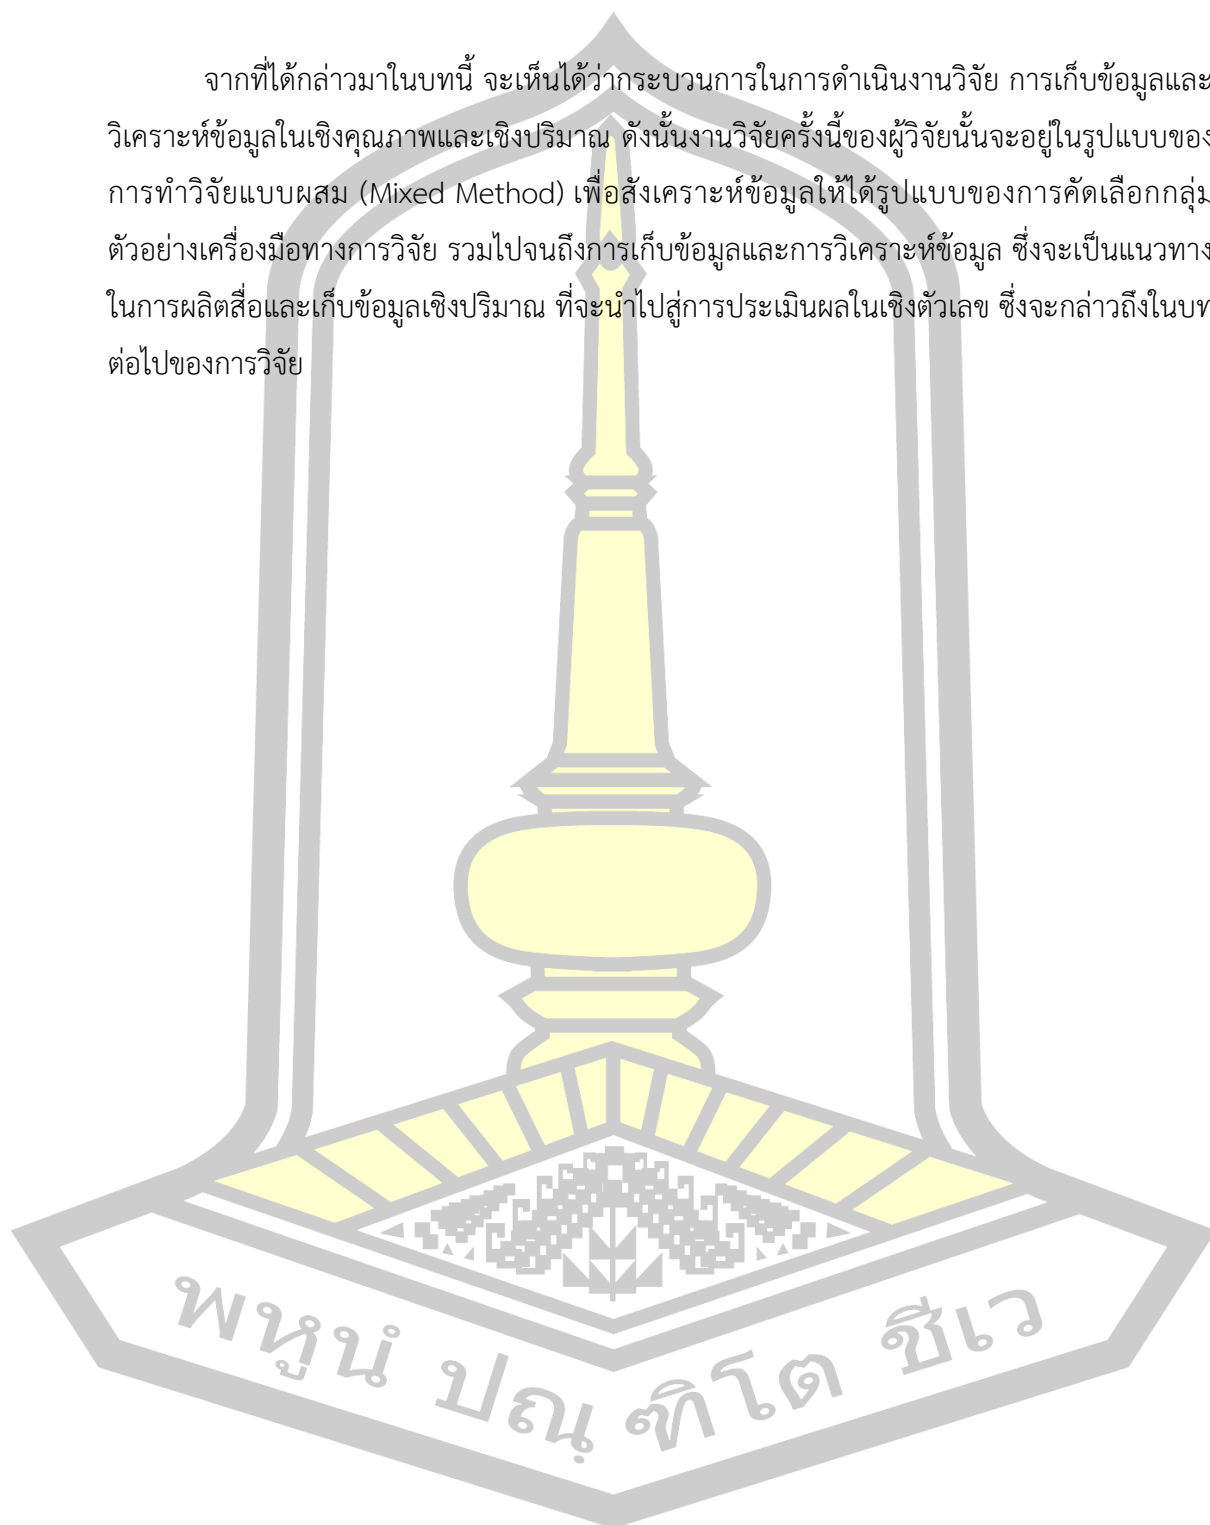 จากที่ได้กล่าวมาในบทนี้ จะเห็นได้ว่ากระบวนการในการดำเนินงานวิจัย การเก็บข้อมูลและ
วิเคราะห์ข้อมูลในเชิงคุณภาพและเชิงปริมาณ ดังนั้นงานวิจัยครั้งนี้ของผู้วิจัยนั้นจะอยู่ในรูปแบบของ
การทำวิจัยแบบผสม (Mixed Method) เพื่อสังเคราะห์ข้อมูลให้ได้รูปแบบของการคัดเลือกกลุ่ม
ตัวอย่างเครื่องมือทางการวิจัย รวมไปจนถึงการเก็บข้อมูลและการวิเคราะห์ข้อมูล ซึ่งจะเป็นแนวทาง
ในการผลิตสื่อและเก็บข้อมูลเชิงปริมาณ ที่จะนำไปสู่การประเมินผลในเชิงตัวเลข ซึ่งจะกล่าวถึงในบท
ต่อไปของการวิจัย
พหูนํ ปณฺ ฑิโต ชีเว